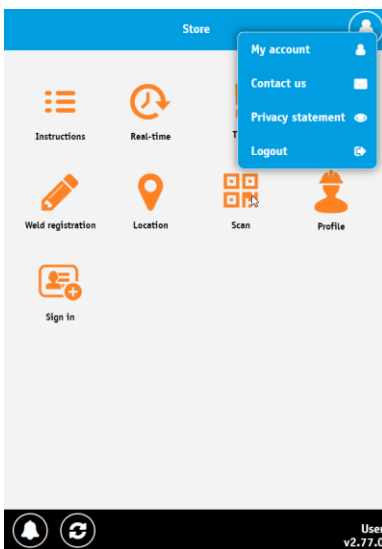 Store
My account
Contact us
Privacy statement
Logout
Instructions
Real-time
T
Weld registration
Location
Scan
Profile
Sign in
User
v2.77.0